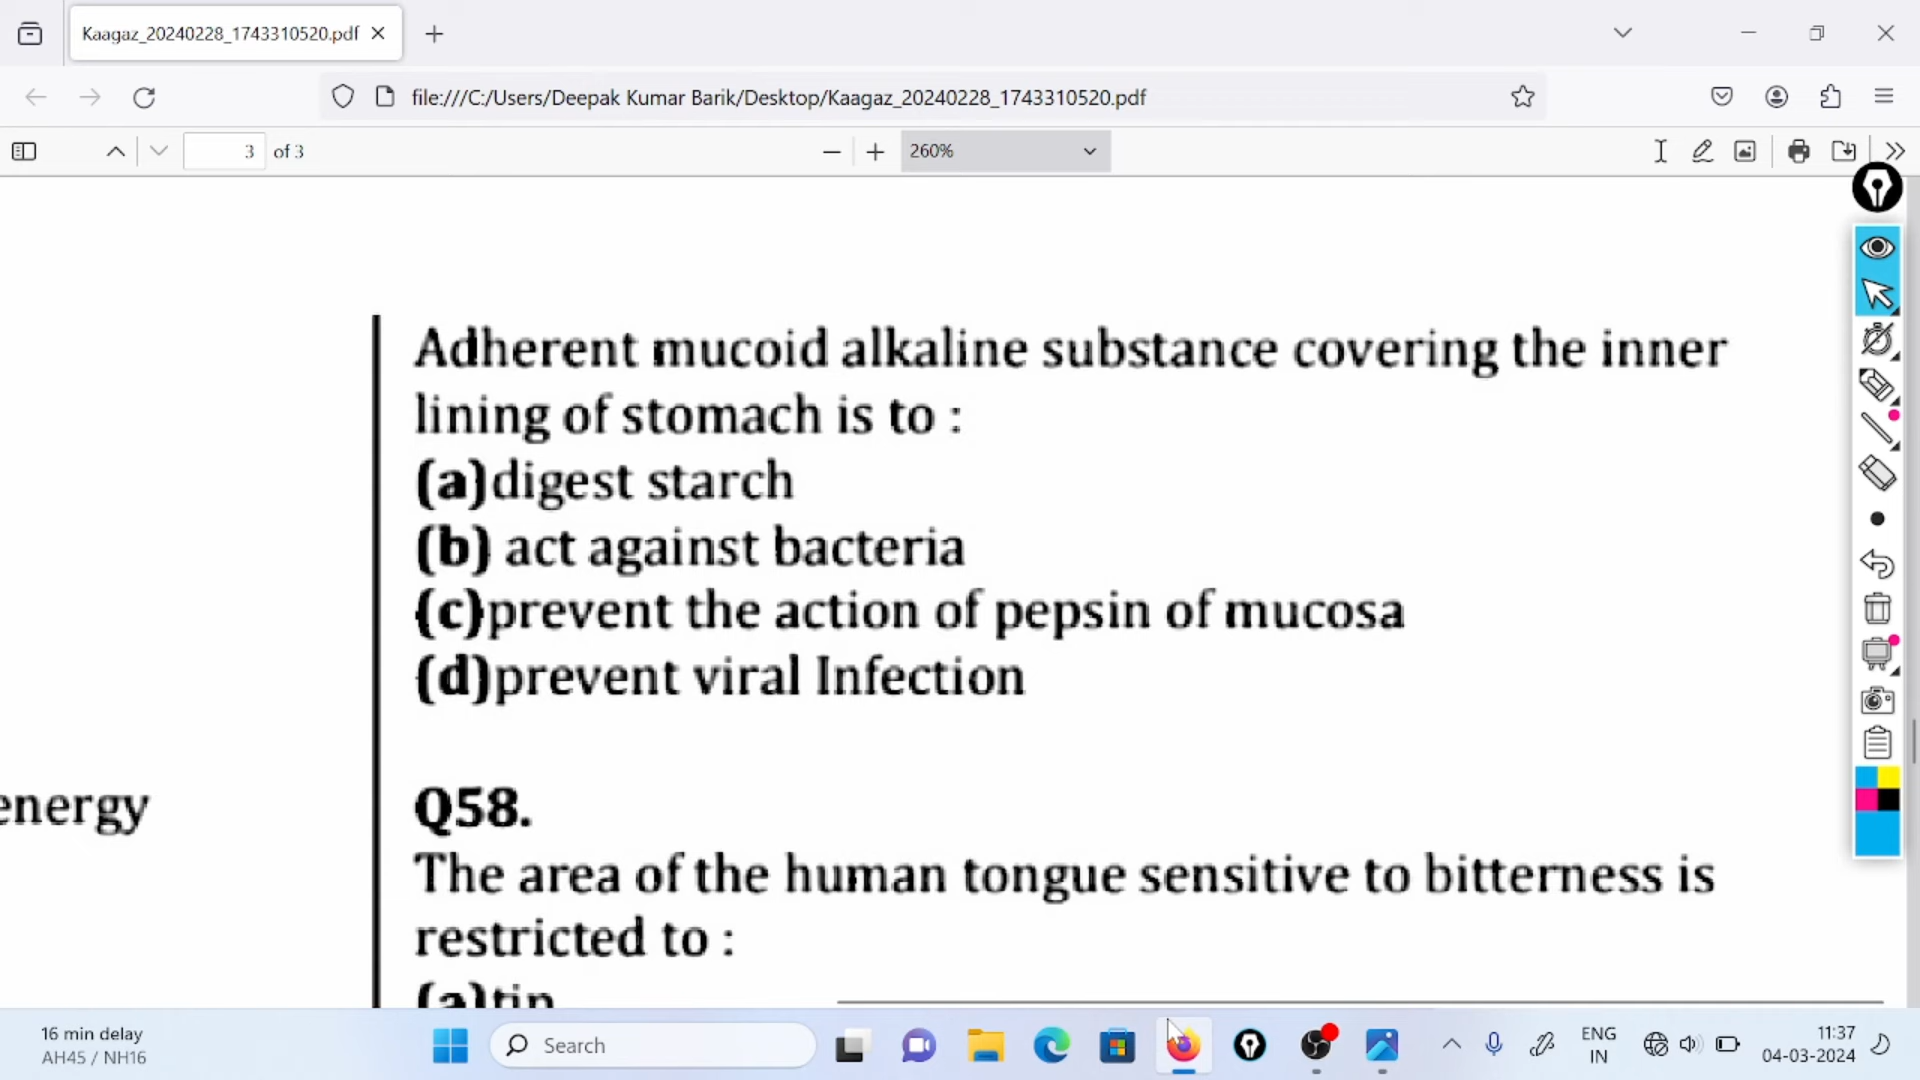 Kaagaz_20240228_1743310520.pdf
file:///C:/Users/Deepak Kumar Barik/Desktop/Kaagaz_20240228_1743310520.pdf
3 of 3
260%
Adherent mucoid alkaline substance covering the inner
lining of stomach is to :
(a)digest starch
(b) act against bacteria
(c)prevent the action of pepsin of mucosa
(d)prevent viral Infection
energy
Q58.
The area of the human tongue sensitive to bitterness is
restricted to :
(a)tip
16 min delay
AH45 / NH16
Search
ENG
IN
11:37
04-03-2024